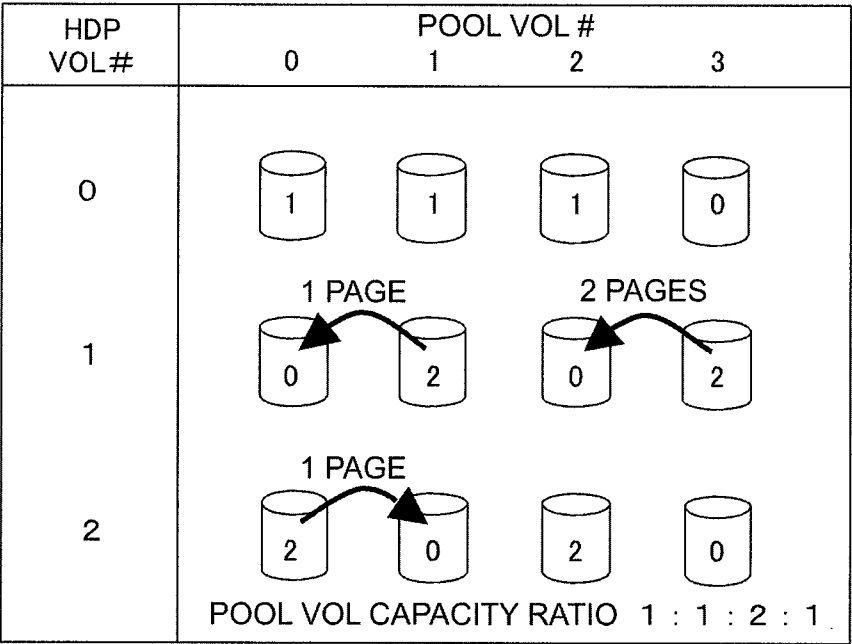 HDP POOL VOL #
VOL# 0 1 2 3
0 1 1 1 0
1 PAGE 2 PAGES
1 0 2 0 2
1 PAGE
2 2 0 2 0
POOL VOL CAPACITY RATIO 1 : 1 : 2 : 1